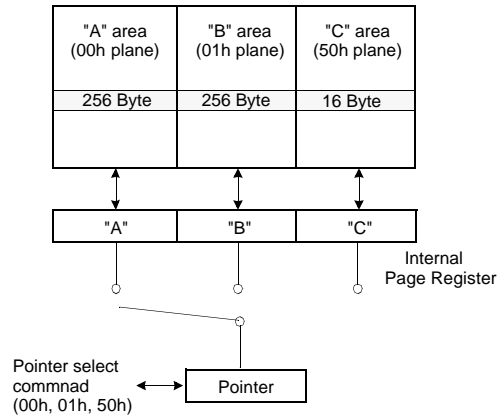 "A" area "B" area "C" area
(00h plane) (01h plane) (50h plane)
256 Byte 256 Byte 16 Byte
"A" "B" "C"
Internal
Page Register
Pointer select
commnad
(00h, 01h, 50h)
Pointer